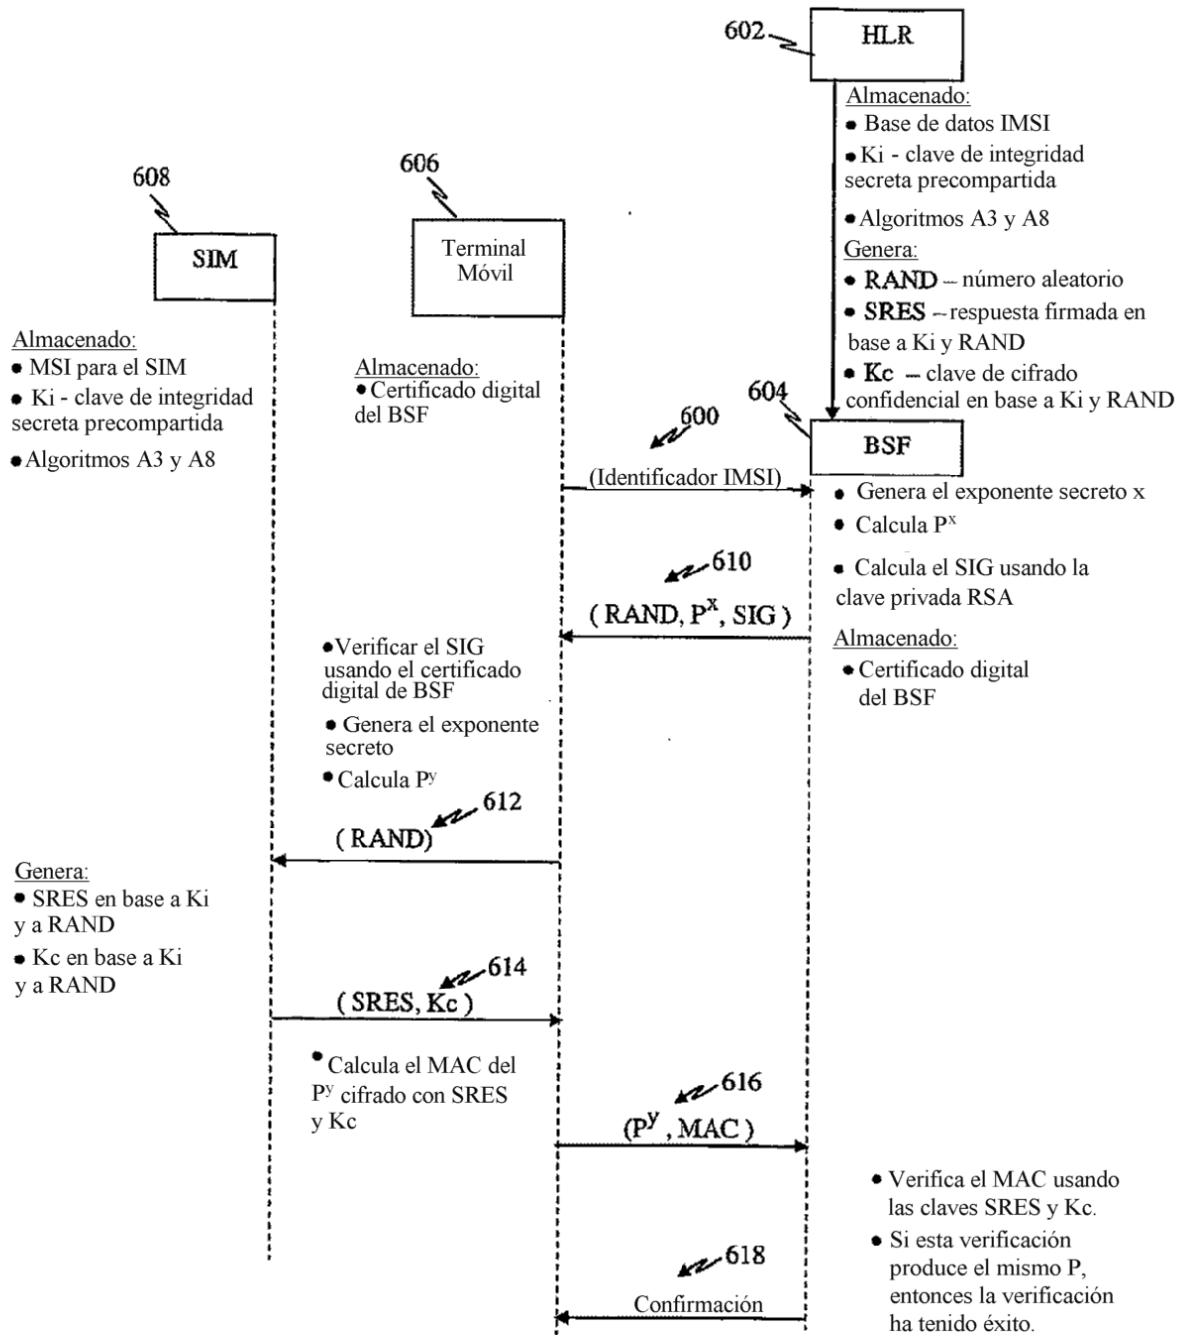 602
HLR
Almacenado:
• Base de datos IMSI
• Ki - clave de integridad
secreta precompartida
• Algoritmos A3 y A8
Genera:
• RAND – número aleatorio
• SRES – respuesta firmada en
base a Ki y RAND
• Kc – clave de cifrado
confidencial en base a Ki y RAND
608
SIM
606
Terminal
Móvil
Almacenado:
• MSI para el SIM
• Ki - clave de integridad
secreta precompartida
• Algoritmos A3 y A8
Almacenado:
• Certificado digital
del BSF
604
BSF
600
(Identificador IMSI)
• Genera el exponente secreto x
• Calcula Pˣ
• Calcula el SIG usando la
clave privada RSA
Almacenado:
• Certificado digital
del BSF
610
( RAND, Pˣ, SIG )
• Verificar el SIG
usando el certificado
digital de BSF
• Genera el exponente
secreto
• Calcula Pʸ
612
( RAND)
Genera:
• SRES en base a Ki
y a RAND
• Kc en base a Ki
y a RAND
614
( SRES, Kc )
• Calcula el MAC del
Pʸ cifrado con SRES
y Kc
616
(Pʸ , MAC )
• Verifica el MAC usando
las claves SRES y Kc.
• Si esta verificación
produce el mismo P,
entonces la verificación
ha tenido éxito.
618
Confirmación